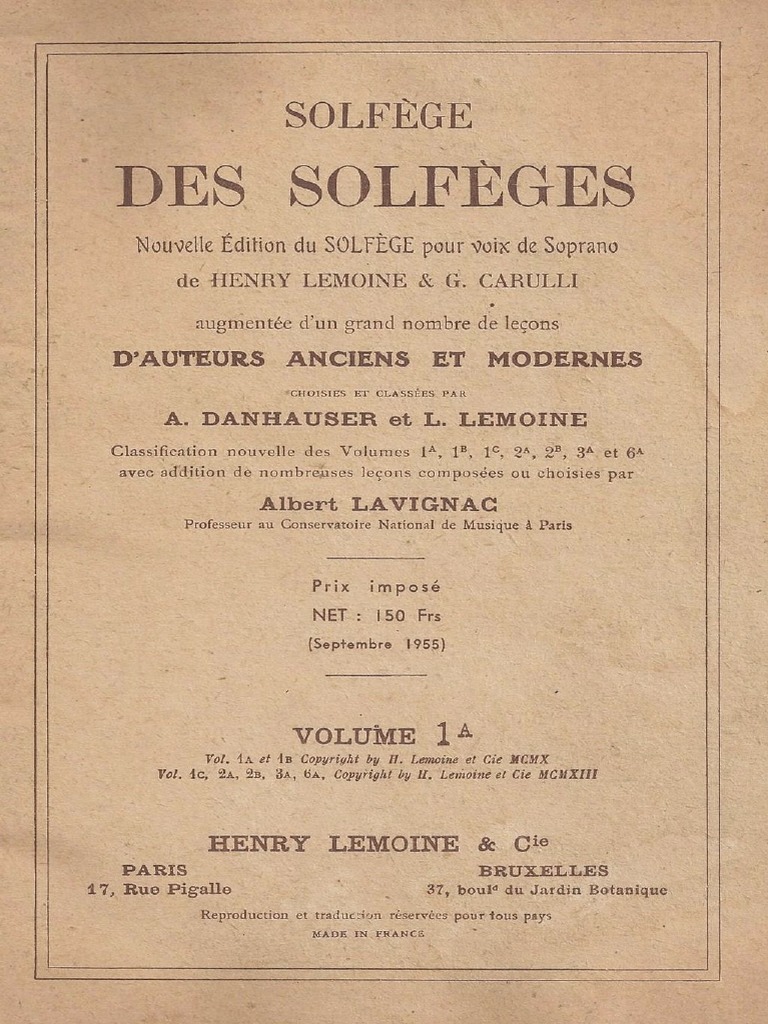 SOLFÈGE
DES SOLFÈGES
Nouvelle Édition du SOLFÈGE pour voix de Soprano
de HENRY LEMOINE & G. CARULLI
augmentée d'un grand nombre de leçons
D'AUTEURS ANCIENS ET MODERNES
CHOISIES ET CLASSÉES PAR
A. DANHAUSER et L. LEMOINE
Classification nouvelle des Volumes 1A, 1B, 1C, 2A, 2B, 3A et 6A
avec addition de nombreuses leçons composées ou choisies par
Albert LAVIGNAC
Professeur au Conservatoire National de Musique à Paris
Prix imposé
NET : 150 Frs
(Septembre 1955)
VOLUME 1A
Vol. 1A et 1B Copyright by H. Lemoine et Cie MCMX
Vol. 1C, 2A, 2B, 3A, 6A, Copyright by H. Lemoine et Cie MCMXIII
HENRY LEMOINE & Cie
PARIS BRUXELLES
17, Rue Pigalle 37, bould du Jardin Botanique
Reproduction et traduction réservées pour tous pays
MADE IN FRANCE